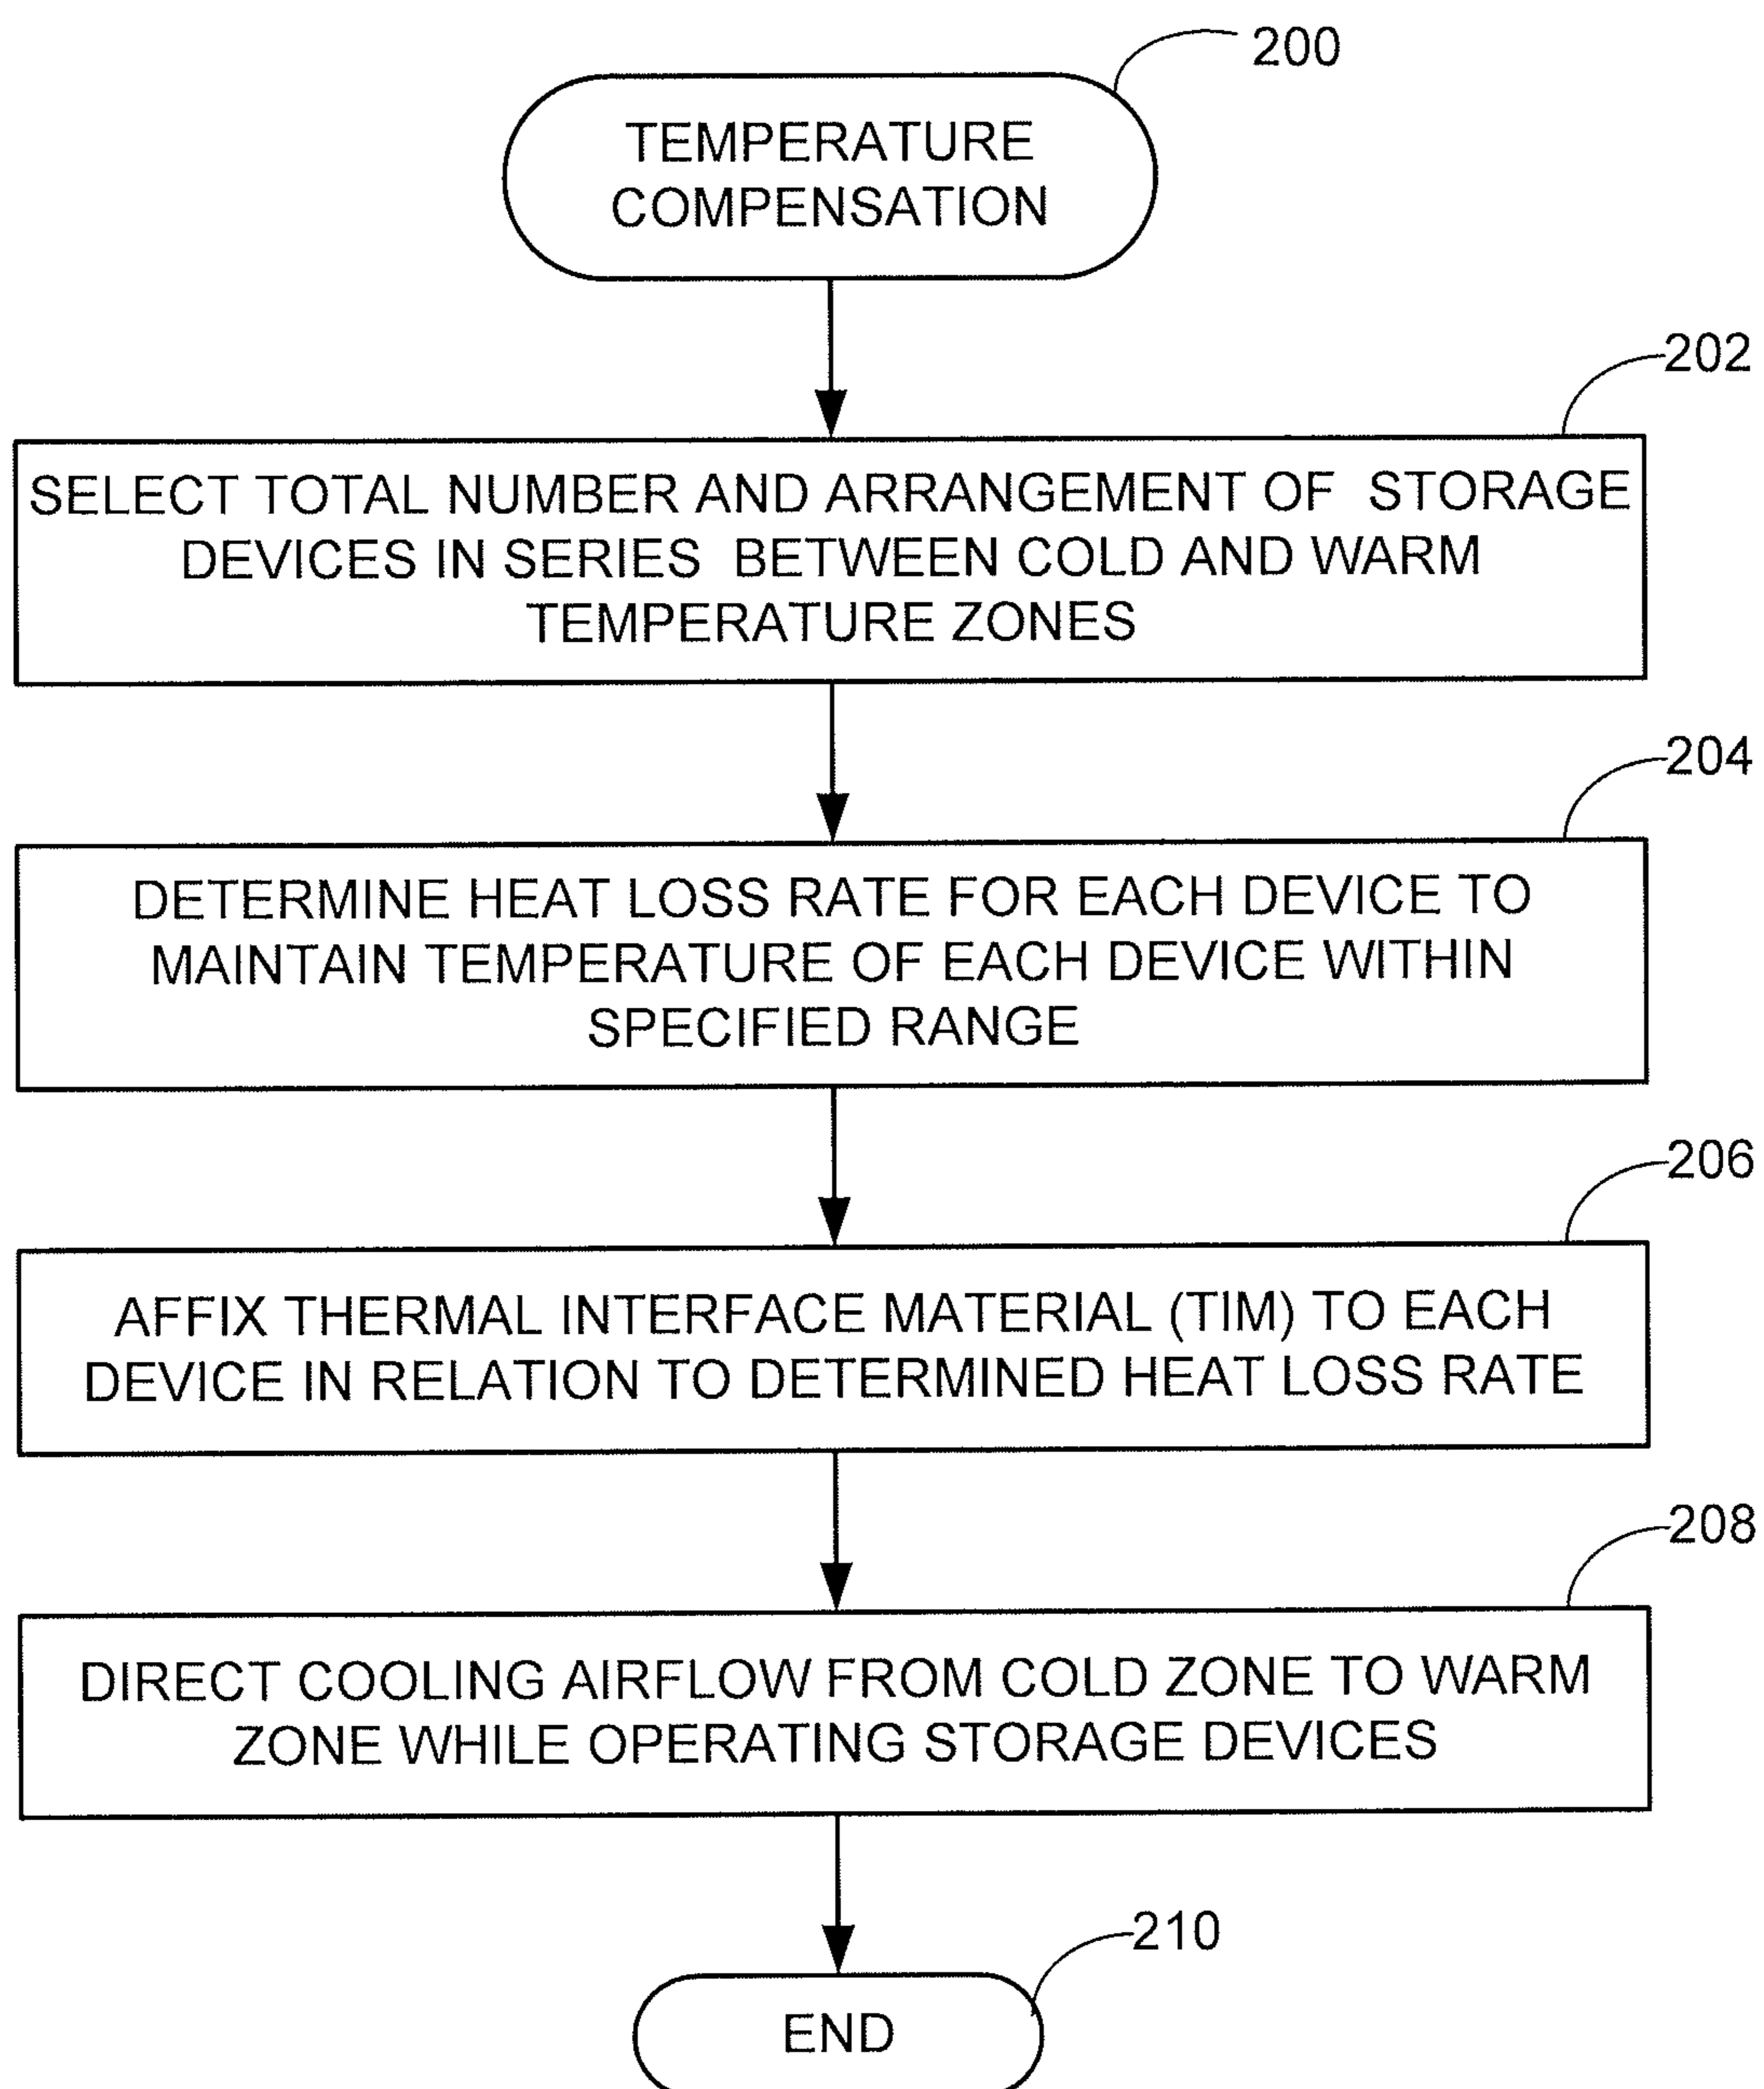 200
TEMPERATURE
COMPENSATION
202
SELECT TOTAL NUMBER AND ARRANGEMENT OF STORAGE
DEVICES IN SERIES BETWEEN COLD AND WARM
TEMPERATURE ZONES
204
DETERMINE HEAT LOSS RATE FOR EACH DEVICE TO
MAINTAIN TEMPERATURE OF EACH DEVICE WITHIN
SPECIFIED RANGE
206
AFFIX THERMAL INTERFACE MATERIAL (TIM) TO EACH
DEVICE IN RELATION TO DETERMINED HEAT LOSS RATE
208
DIRECT COOLING AIRFLOW FROM COLD ZONE TO WARM
ZONE WHILE OPERATING STORAGE DEVICES
210
END